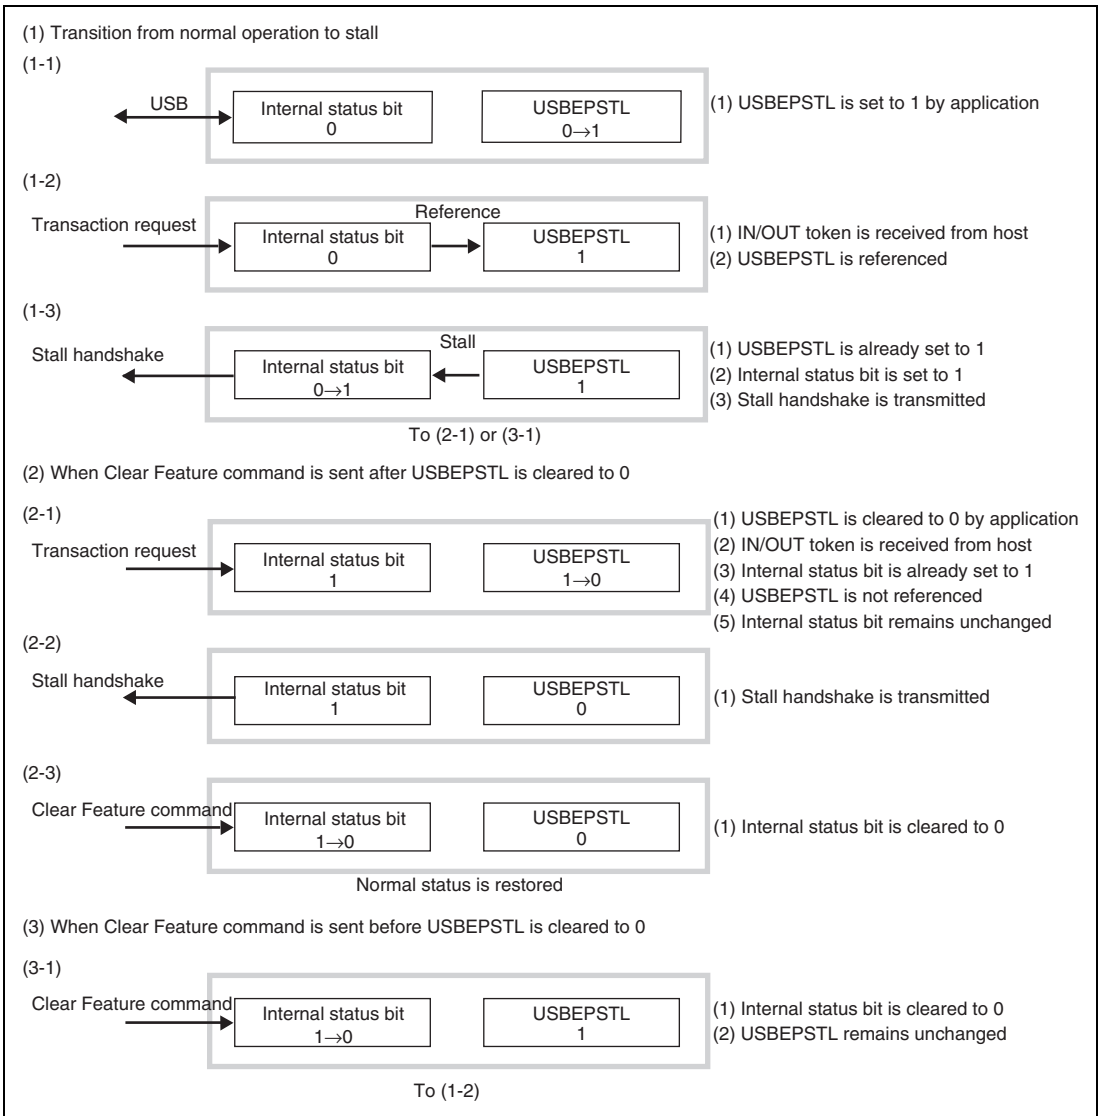 (1) Transition from normal operation to stall
(1-1)
USB
Internal status bit
0
USBEPSTL
0→1
(1) USBEPSTL is set to 1 by application
(1-2)
Transaction request
Reference
Internal status bit
0
USBEPSTL
1
(1) IN/OUT token is received from host
(2) USBEPSTL is referenced
(1-3)
Stall handshake
Stall
Internal status bit
0→1
USBEPSTL
1
(1) USBEPSTL is already set to 1
(2) Internal status bit is set to 1
(3) Stall handshake is transmitted
To (2-1) or (3-1)
(2) When Clear Feature command is sent after USBEPSTL is cleared to 0
(2-1)
Transaction request
Internal status bit
1
USBEPSTL
1→0
(1) USBEPSTL is cleared to 0 by application
(2) IN/OUT token is received from host
(3) Internal status bit is already set to 1
(4) USBEPSTL is not referenced
(5) Internal status bit remains unchanged
(2-2)
Stall handshake
Internal status bit
1
USBEPSTL
0
(1) Stall handshake is transmitted
(2-3)
Clear Feature command
Internal status bit
1→0
USBEPSTL
0
(1) Internal status bit is cleared to 0
Normal status is restored
(3) When Clear Feature command is sent before USBEPSTL is cleared to 0
(3-1)
Clear Feature command
Internal status bit
1→0
USBEPSTL
1
(1) Internal status bit is cleared to 0
(2) USBEPSTL remains unchanged
To (1-2)